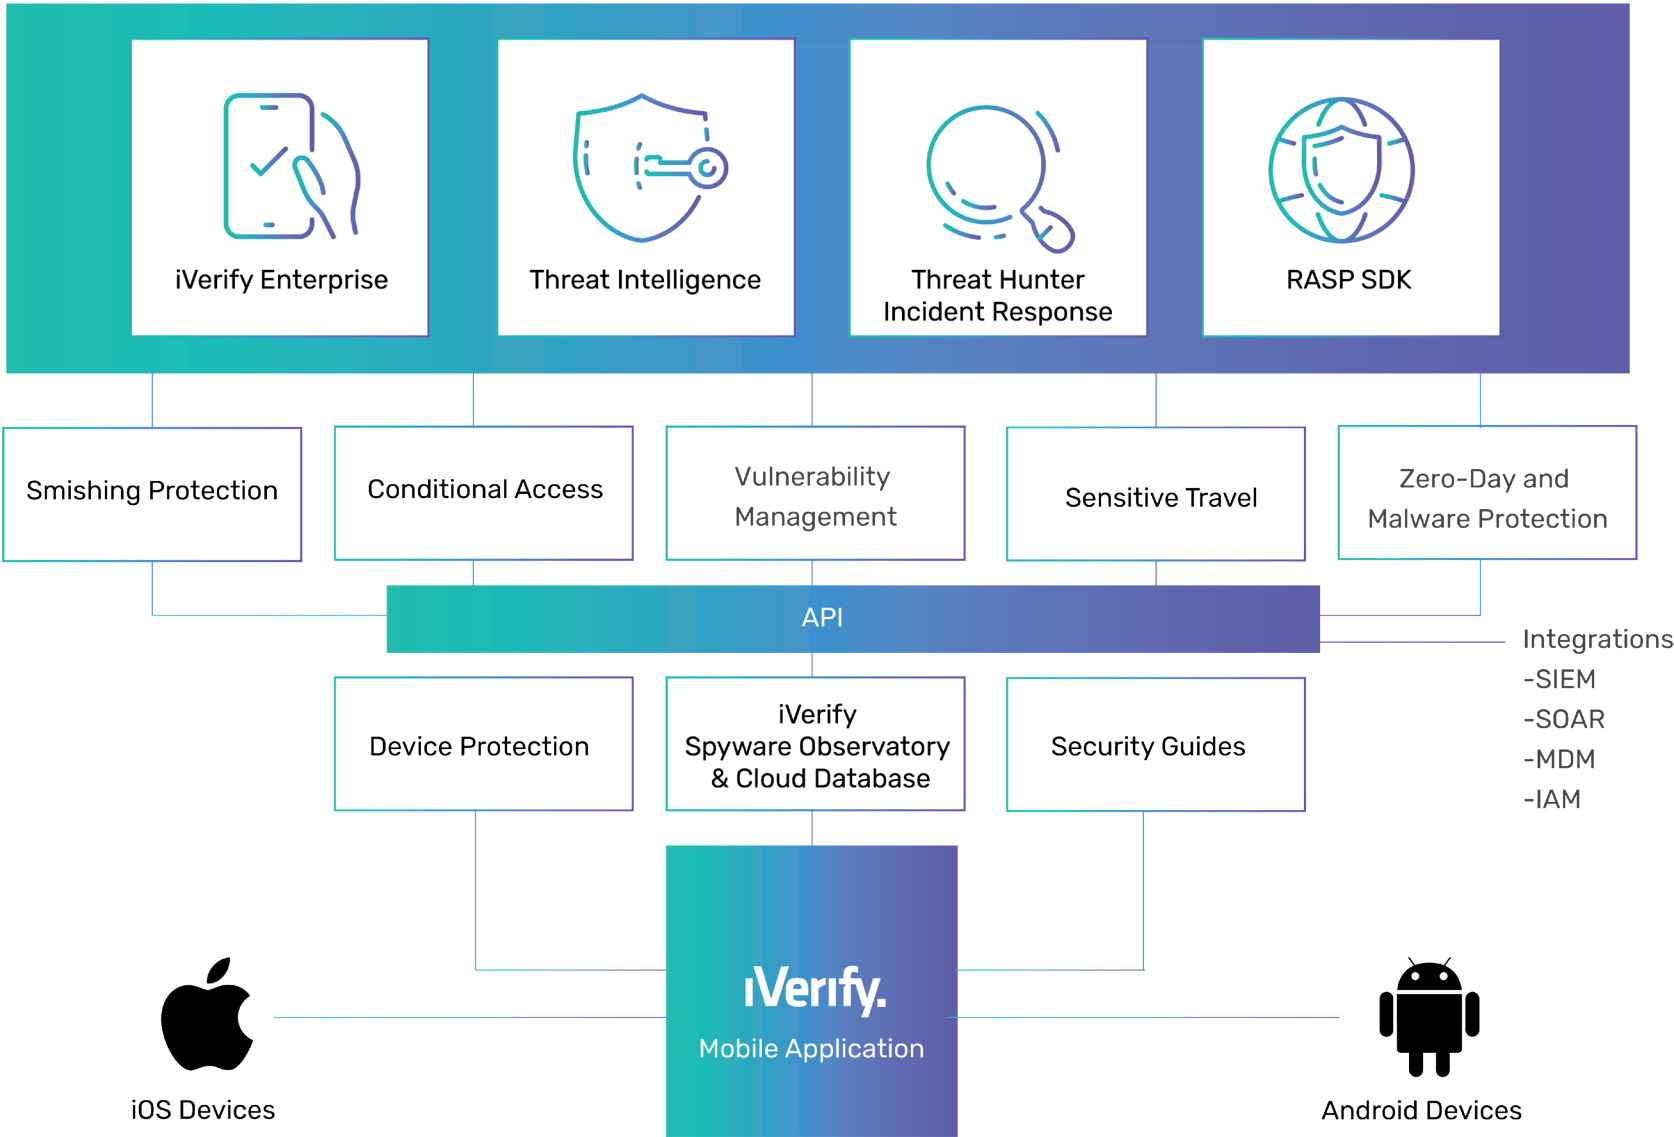 iVerify Enterprise
Threat Intelligence
Threat Hunter
Incident Response
RASP SDK
Smishing Protection
Conditional Access
Vulnerability
Management
Sensitive Travel
Zero-Day and
Malware Protection
API
Integrations
-SIEM
-SOAR
-MDM
-IAM
Device Protection
iVerify
Spyware Observatory
& Cloud Database
Security Guides
iVerify.
Mobile Application
iOS Devices
Android Devices